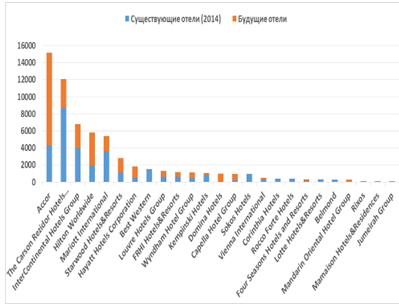 Существующие отели (2014) Будущие отели
16000
14000
12000
10000
8000
6000
4000
2000
0
Accor
The Carlson Rezidor Hotels...
InterContinental Hotels Group
Hilton Worldwide
Mariott International
Starwood Hotels&Resorts
Hayatt Hotels Corporation
Best-Western
Louvre Hotels Group
FRHI Hotels&Resorts
Wyndham Hotel Group
Kempinski Hotels
Domina Hotels
Capella Hotel Group
Sokos Hotels
Vienna International
Corinthia Hotels
Rocco Forte Hotels
Four Seasons Hotels and Resorts
Lotte Hotels&Resorts
Belmond
Mandarin Oriental Hotel Group
Rixos
Mamaison Hotels&Residences
Jumeirah Group